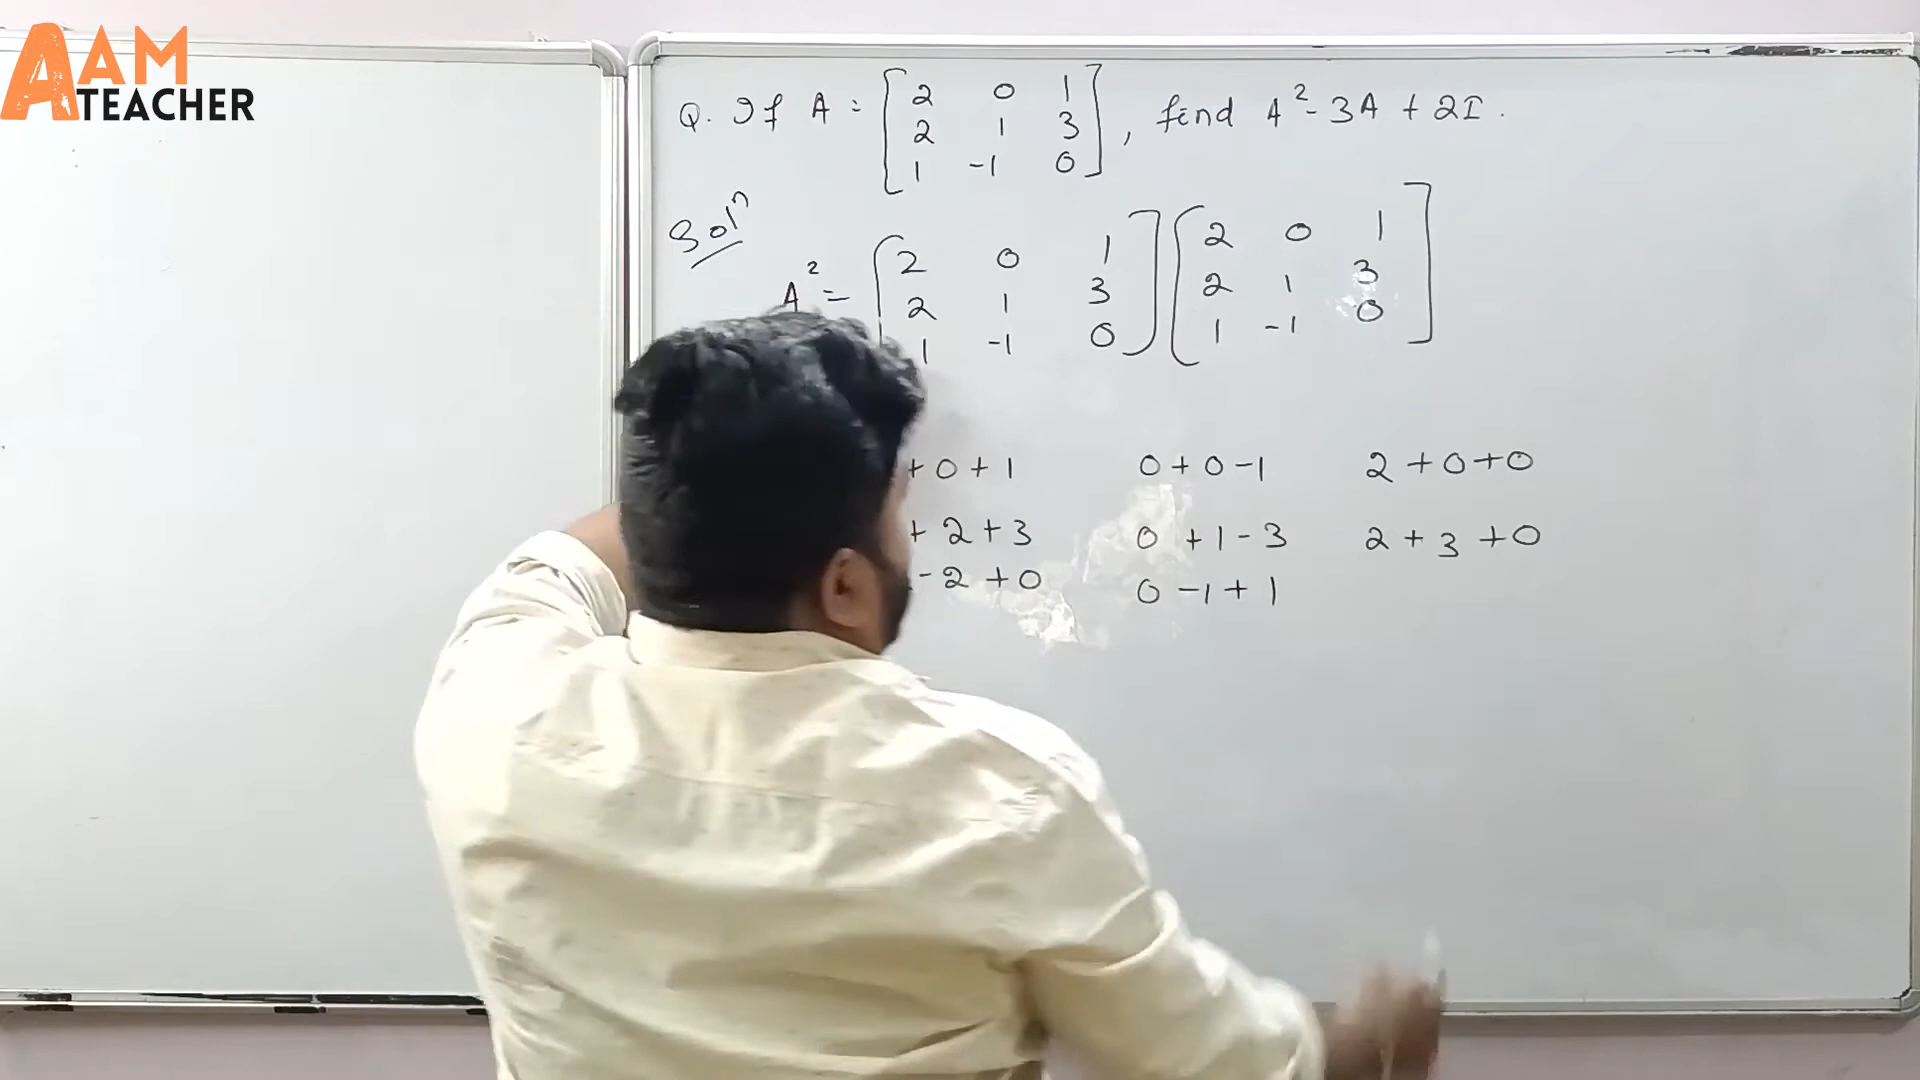 AAM
TEACHER
Q. If A = [2 0 1
2 1 3
1 -1 0], find A² - 3A + 2I.
Solⁿ
A² = [2 0 1
2 1 3
1 -1 0] [2 0 1
2 1 3
1 -1 0]
+0+1 0+0-1 2+0+0
+2+3 0+1-3 2+3+0
-2+0 0-1+1